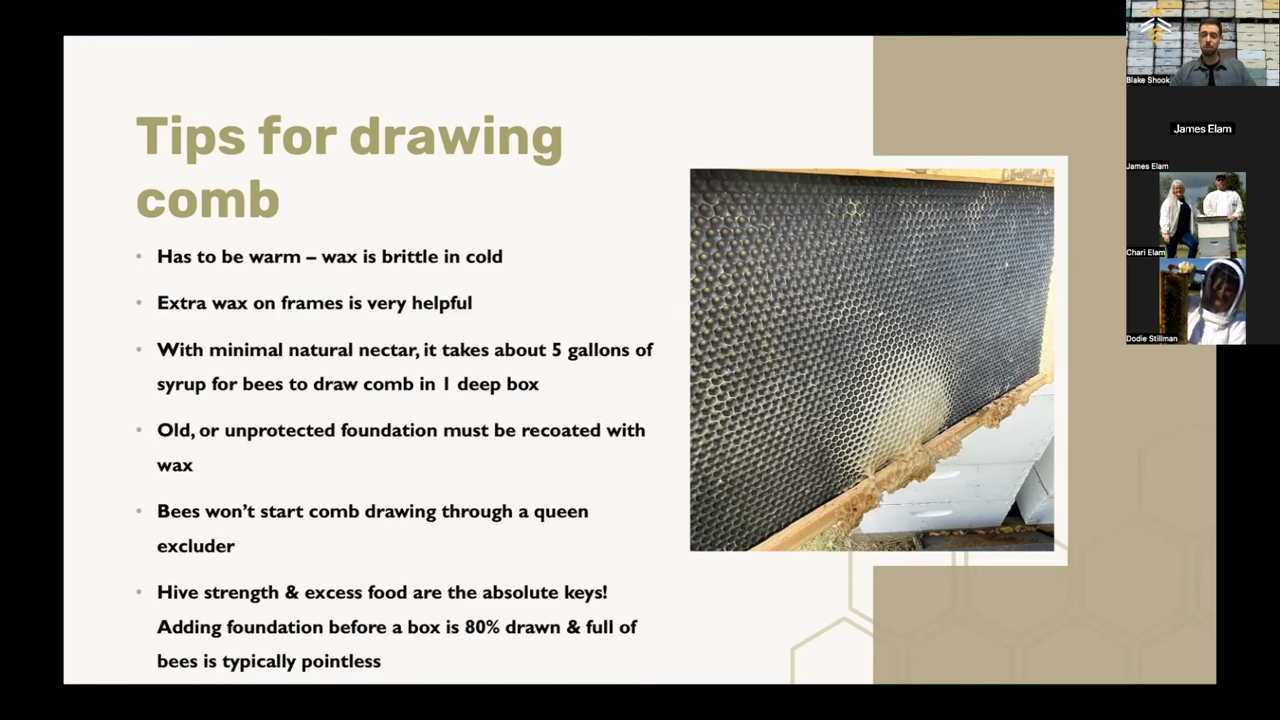 Tips for drawing
comb
• Has to be warm – wax is brittle in cold
• Extra wax on frames is very helpful
• With minimal natural nectar, it takes about 5 gallons of
syrup for bees to draw comb in 1 deep box
• Old, or unprotected foundation must be recoated with
wax
• Bees won’t start comb drawing through a queen
excluder
• Hive strength & excess food are the absolute keys!
Adding foundation before a box is 80% drawn & full of
bees is typically pointless
Blake Shook
James Elam
James Elam
Chari Elam
Dodie Stillman